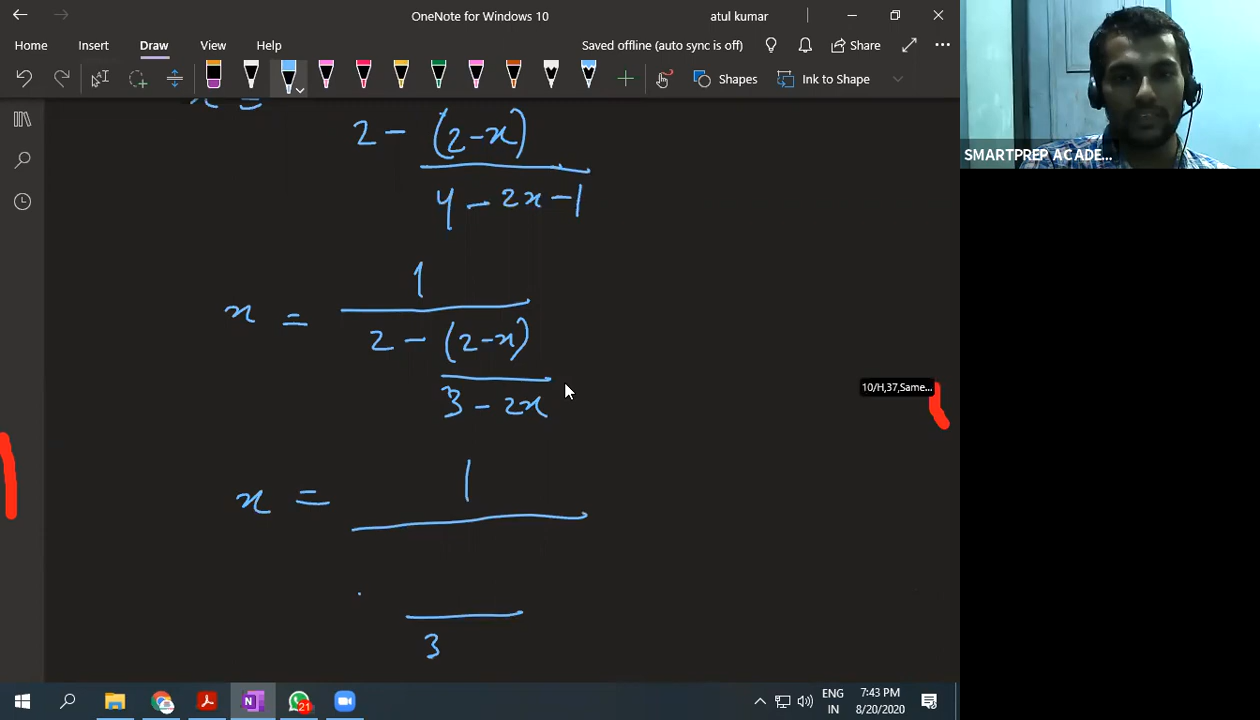 OneNote for Windows 10
atul kumar
Home Insert Draw View Help
Saved offline (auto sync is off)
Share
Shapes
Ink to Shape
SMARTPREP ACADE...
x =
2 - (2-x)
4 - 2x - 1
1
x =
2 - (2-x)
3 - 2x
10/H,37,Same...
1
x =
3
21
N
ENG
IN
7:43 PM
8/20/2020